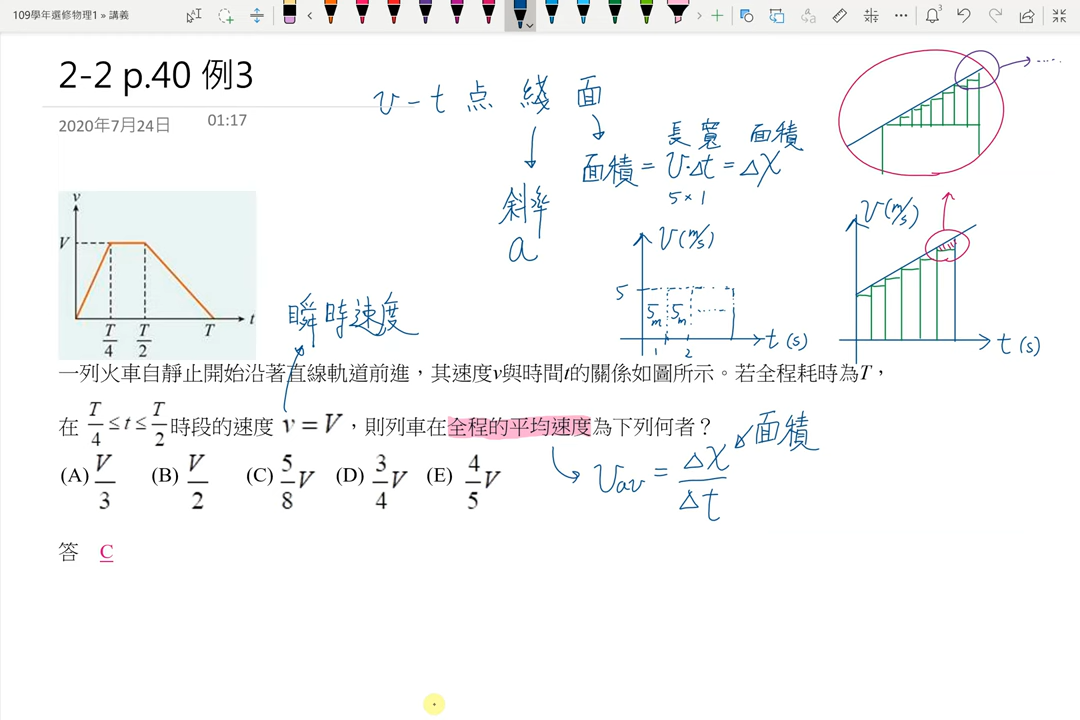 109學年選修物理1 » 講義
3
2-2 p.40 例3
2020年7月24日 01:17
v-t 点 綫 面
斜率
a
長 寬 面積
面積 = v·Δt = Δx
5 × 1
v(m/s)
5
5m 5m ......
1 2
t(s)
.....
v(m/s)
t(s)
v
V
T/4 T/2 T t
瞬時速度
一列火車自靜止開始沿著直線軌道前進，其速度v與時間t的關係如圖所示。若全程耗時為T，
在 T/4 ≤ t ≤ T/2 時段的速度 v = V，則列車在全程的平均速度為下列何者？
(A) V/3 (B) V/2 (C) 5/8 V (D) 3/4 V (E) 4/5 V
Vav = Δx/Δt
面積
答 C